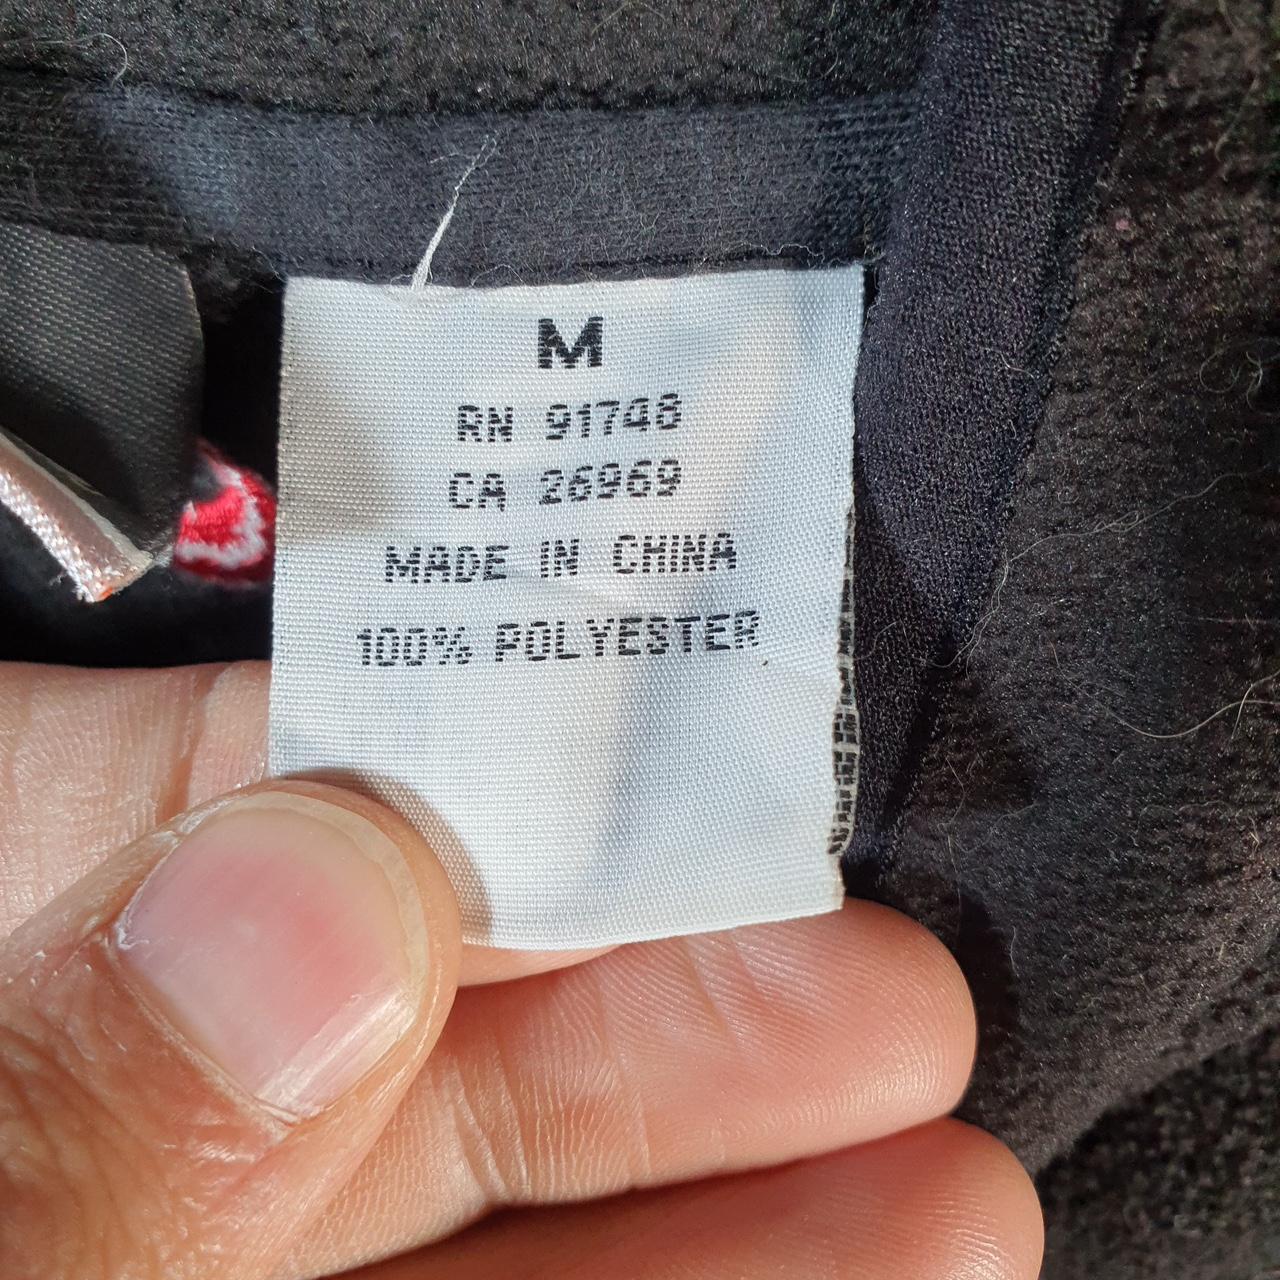 M
RN 91748
CA 26969
MADE IN CHINA
100% POLYESTER